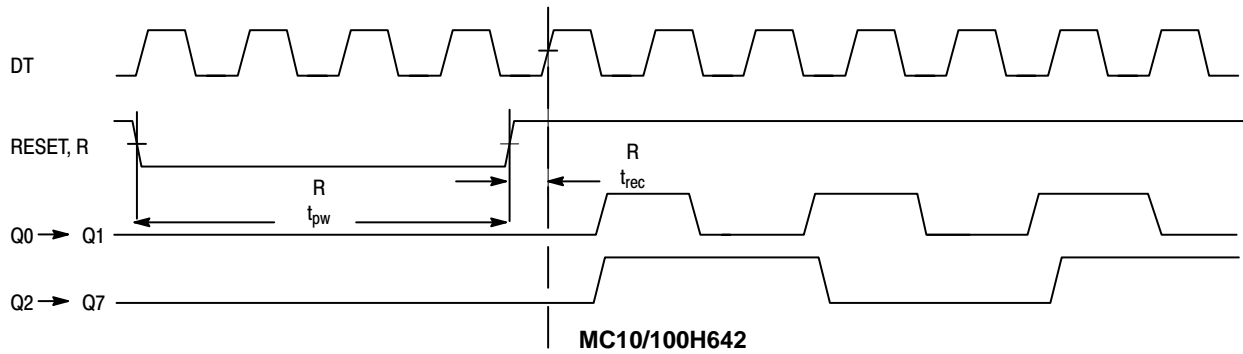 DT
RESET, R
R
t_pw
R
t_rec
Q0 → Q1
Q2 → Q7
MC10/100H642